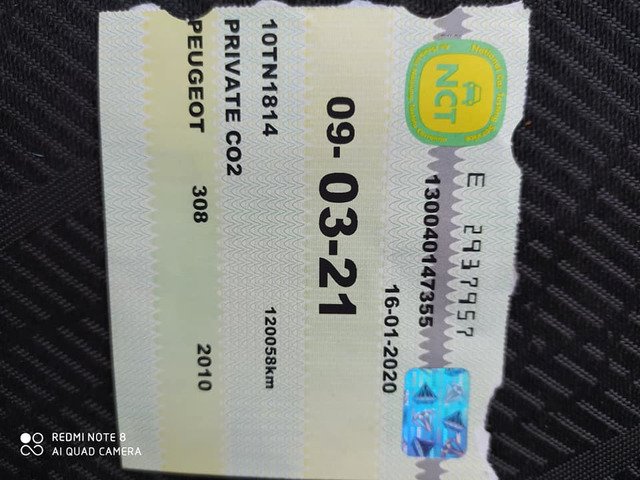 NCT
E 2937957
130040147355
16-01-2020
09-03-21
10TN1814 120058km
PRIVATE CO2
PEUGEOT 308 2010
REDMI NOTE 8
AI QUAD CAMERA